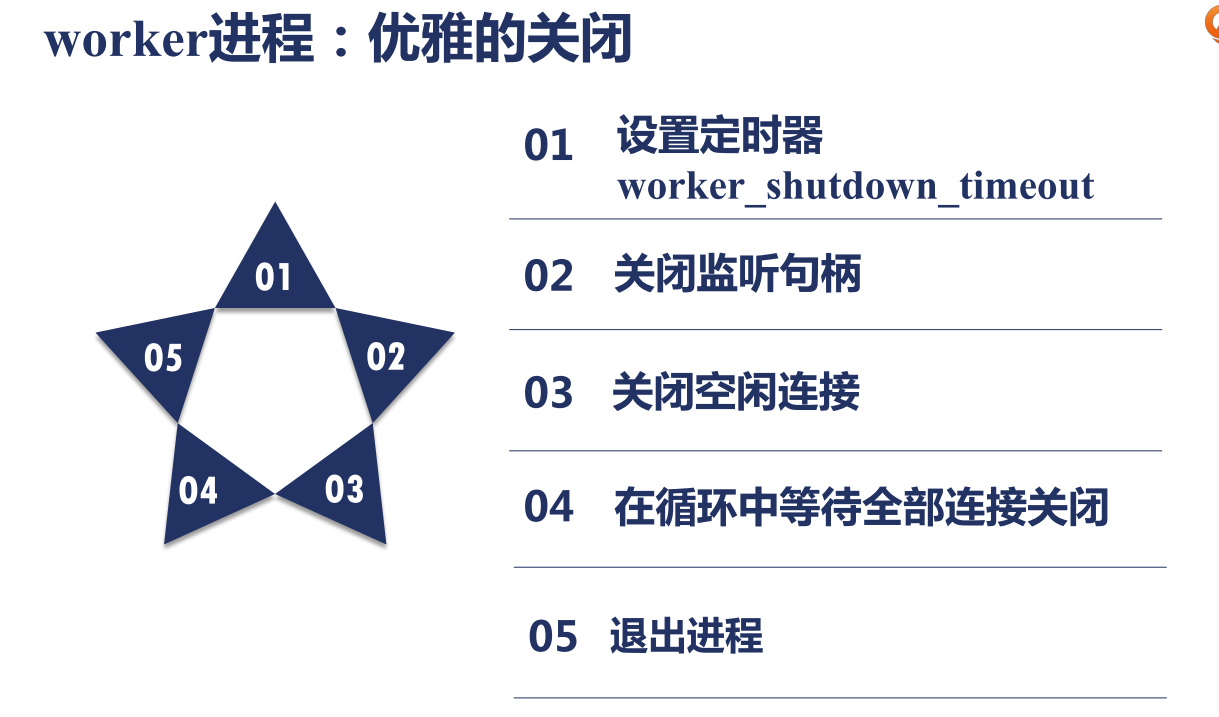 worker进程：优雅的关闭
01 设置定时器
worker_shutdown_timeout
02 关闭监听句柄
03 关闭空闲连接
04 在循环中等待全部连接关闭
05 退出进程
01
02
03
04
05